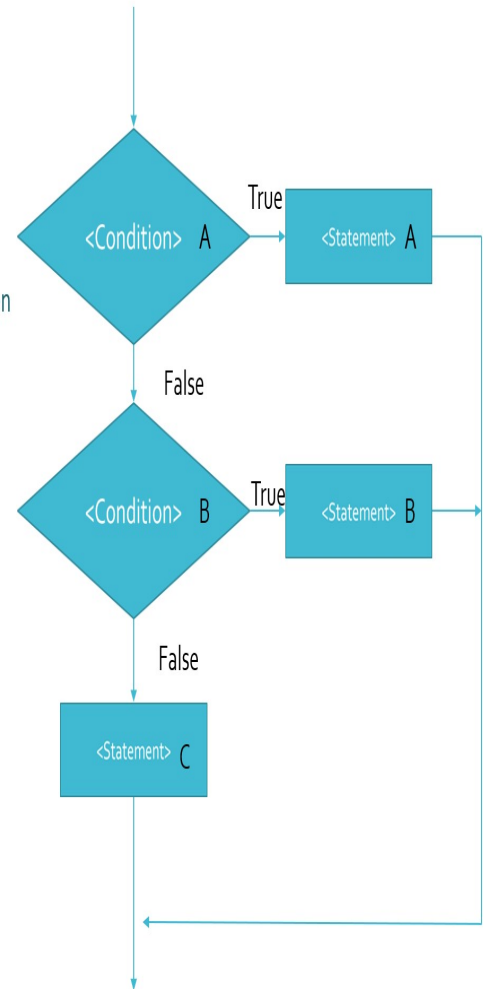 True
<Condition> A
<Statement> A
n
False
True
<Condition> B
<Statement> B
False
<Statement> C